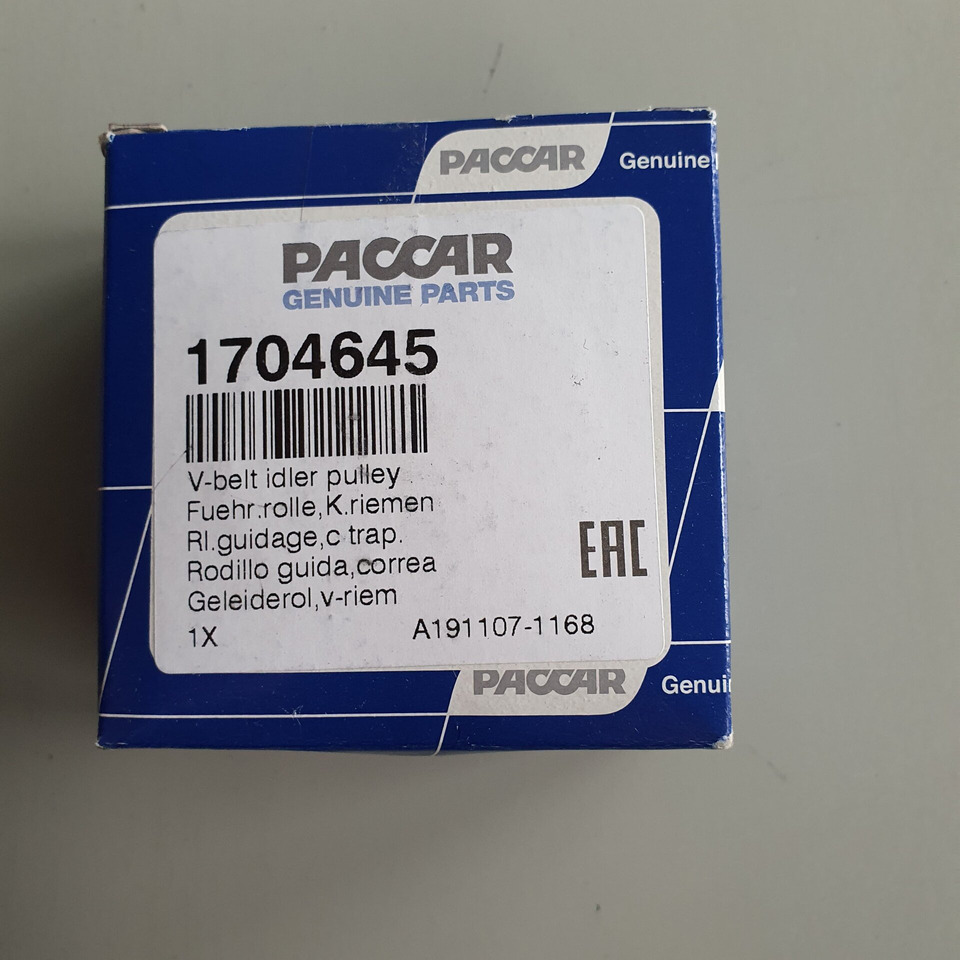 PACCAR Genuine
PACCAR
GENUINE PARTS
1704645
V-belt idler pulley
Fuehr.rolle,K.riemen
Rl.guidage,c trap.
Rodillo guida,correa
Geleiderol,v-riem
EAC
1X A191107-1168
PACCAR Genui